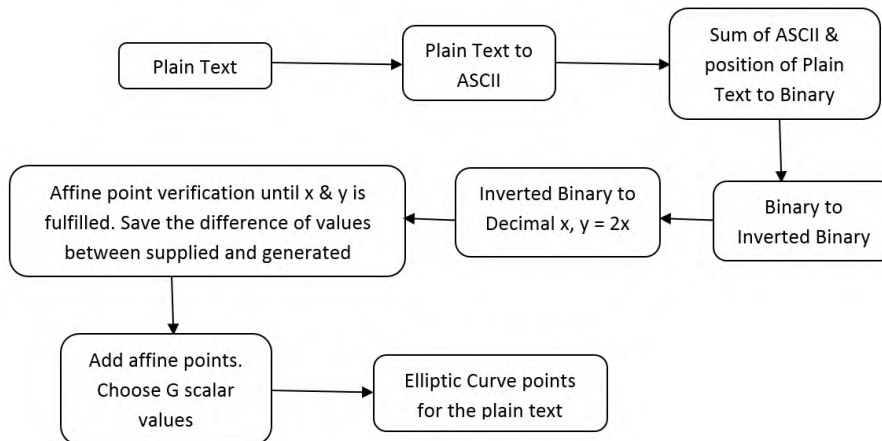 Plain Text
Plain Text to
ASCII
Sum of ASCII &
position of Plain
Text to Binary
Binary to
Inverted Binary
Inverted Binary to
Decimal x, y = 2x
Affine point verification until x & y is
fulfilled. Save the difference of values
between supplied and generated
Add affine points.
Choose G scalar
values
Elliptic Curve points
for the plain text